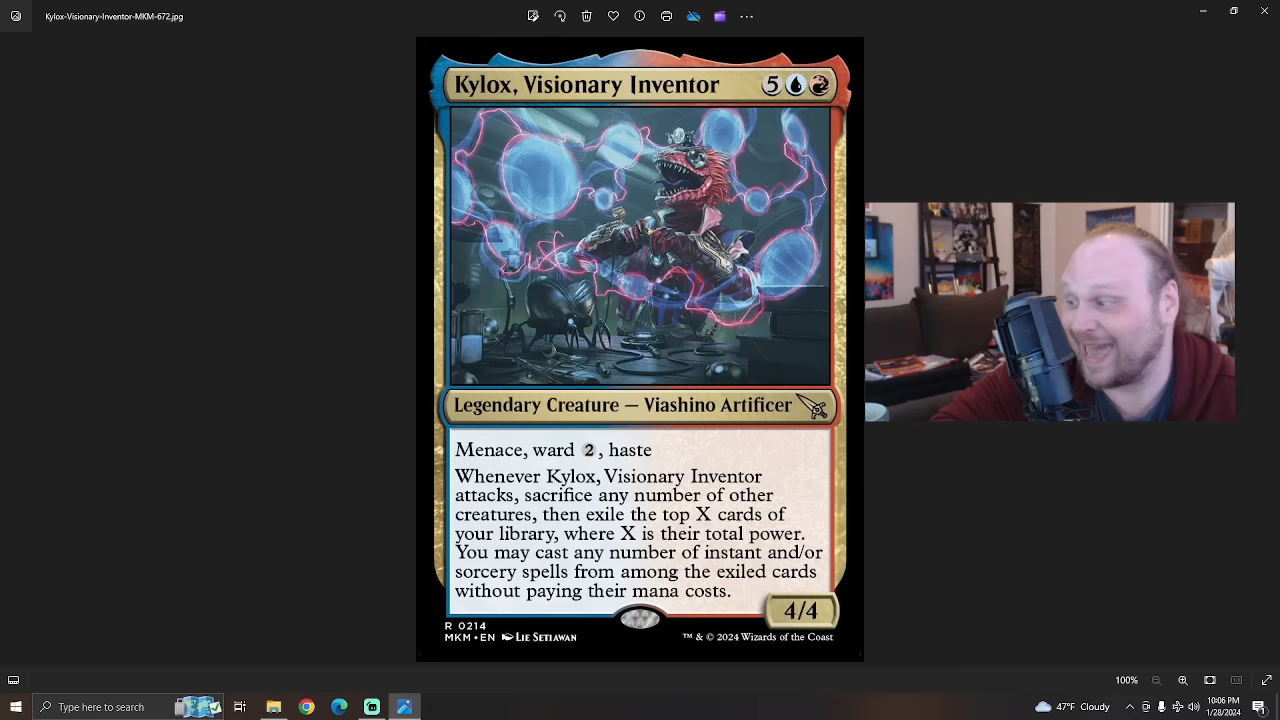 Kylox-Visionary-Inventor-MKM-672.jpg
Kylox, Visionary Inventor 5
Legendary Creature — Viashino Artificer
Menace, ward 2, haste
Whenever Kylox, Visionary Inventor
attacks, sacrifice any number of other
creatures, then exile the top X cards of
your library, where X is their total power.
You may cast any number of instant and/or
sorcery spells from among the exiled cards
without paying their mana costs.
4/4
R 0214
MKM • EN Lie Setiawan
™ & © 2024 Wizards of the Coast
100%
Type here to search
47°F
10:06 PM
1/28/2024